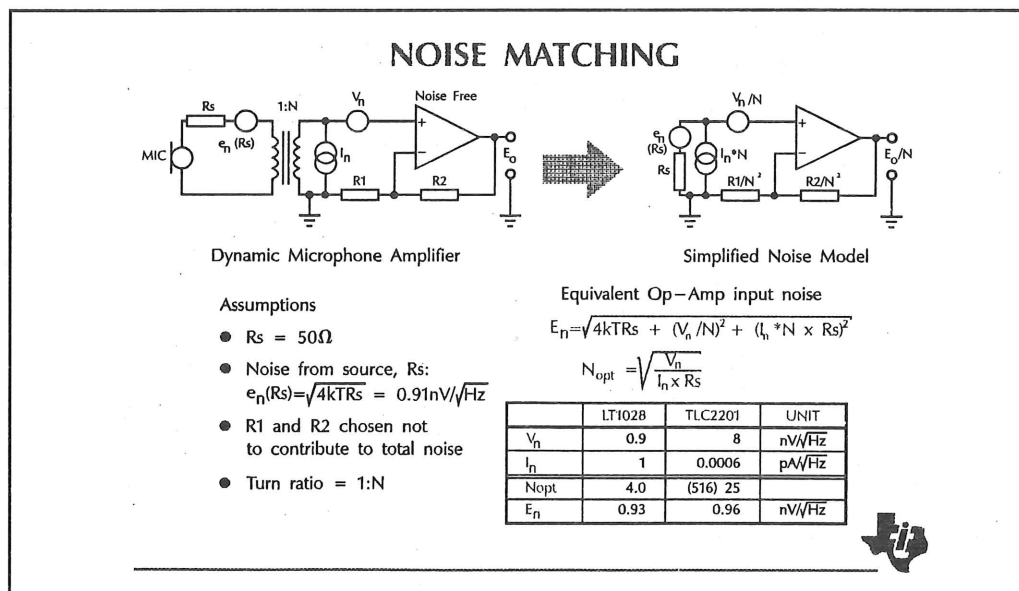 NOISE MATCHING
Rs
en(Rs)
1:N
Vn
Noise Free
MIC
In
+
−
R1
R2
Eo
Vn/N
en
(Rs)
Rs
In*N
+
−
R1/N²
R2/N²
Eo/N
Dynamic Microphone Amplifier
Simplified Noise Model
Assumptions
● Rs = 50Ω
● Noise from source, Rs:
en(Rs)=√4kTRs = 0.91nV/√Hz
● R1 and R2 chosen not
to contribute to total noise
● Turn ratio = 1:N
Equivalent Op−Amp input noise
En=√4kTRs + (Vn/N)² + (In*N x Rs)²
Nopt = √Vn / In x Rs
LT1028 TLC2201 UNIT
Vn 0.9 8 nV/√Hz
In 1 0.0006 pA/√Hz
Nopt 4.0 (516) 25
En 0.93 0.96 nV/√Hz